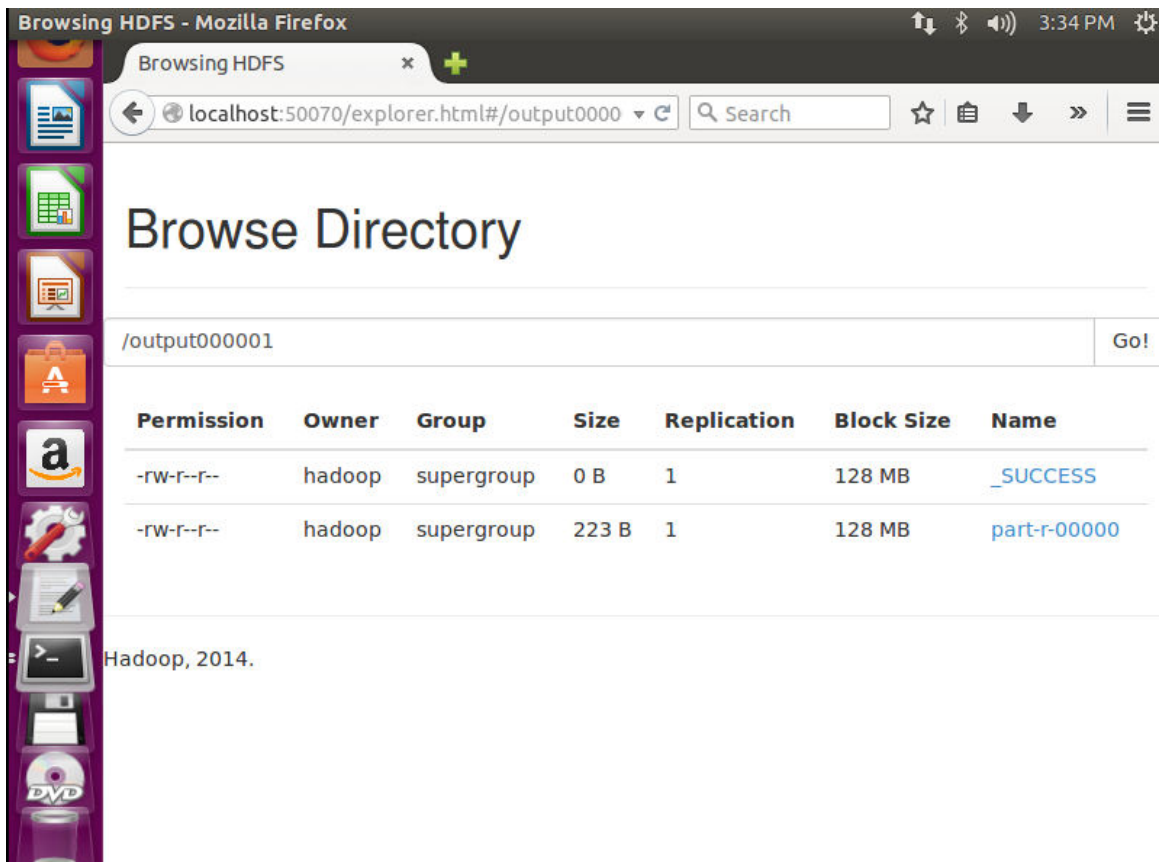 Browsing HDFS - Mozilla Firefox 3:34 PM
Browsing HDFS
localhost:50070/explorer.html#/output0000 Search
Browse Directory
/output000001 Go!
Permission Owner Group Size Replication Block Size Name
-rw-r--r-- hadoop supergroup 0 B 1 128 MB _SUCCESS
-rw-r--r-- hadoop supergroup 223 B 1 128 MB part-r-00000
Hadoop, 2014.
A
a
>_
DVD